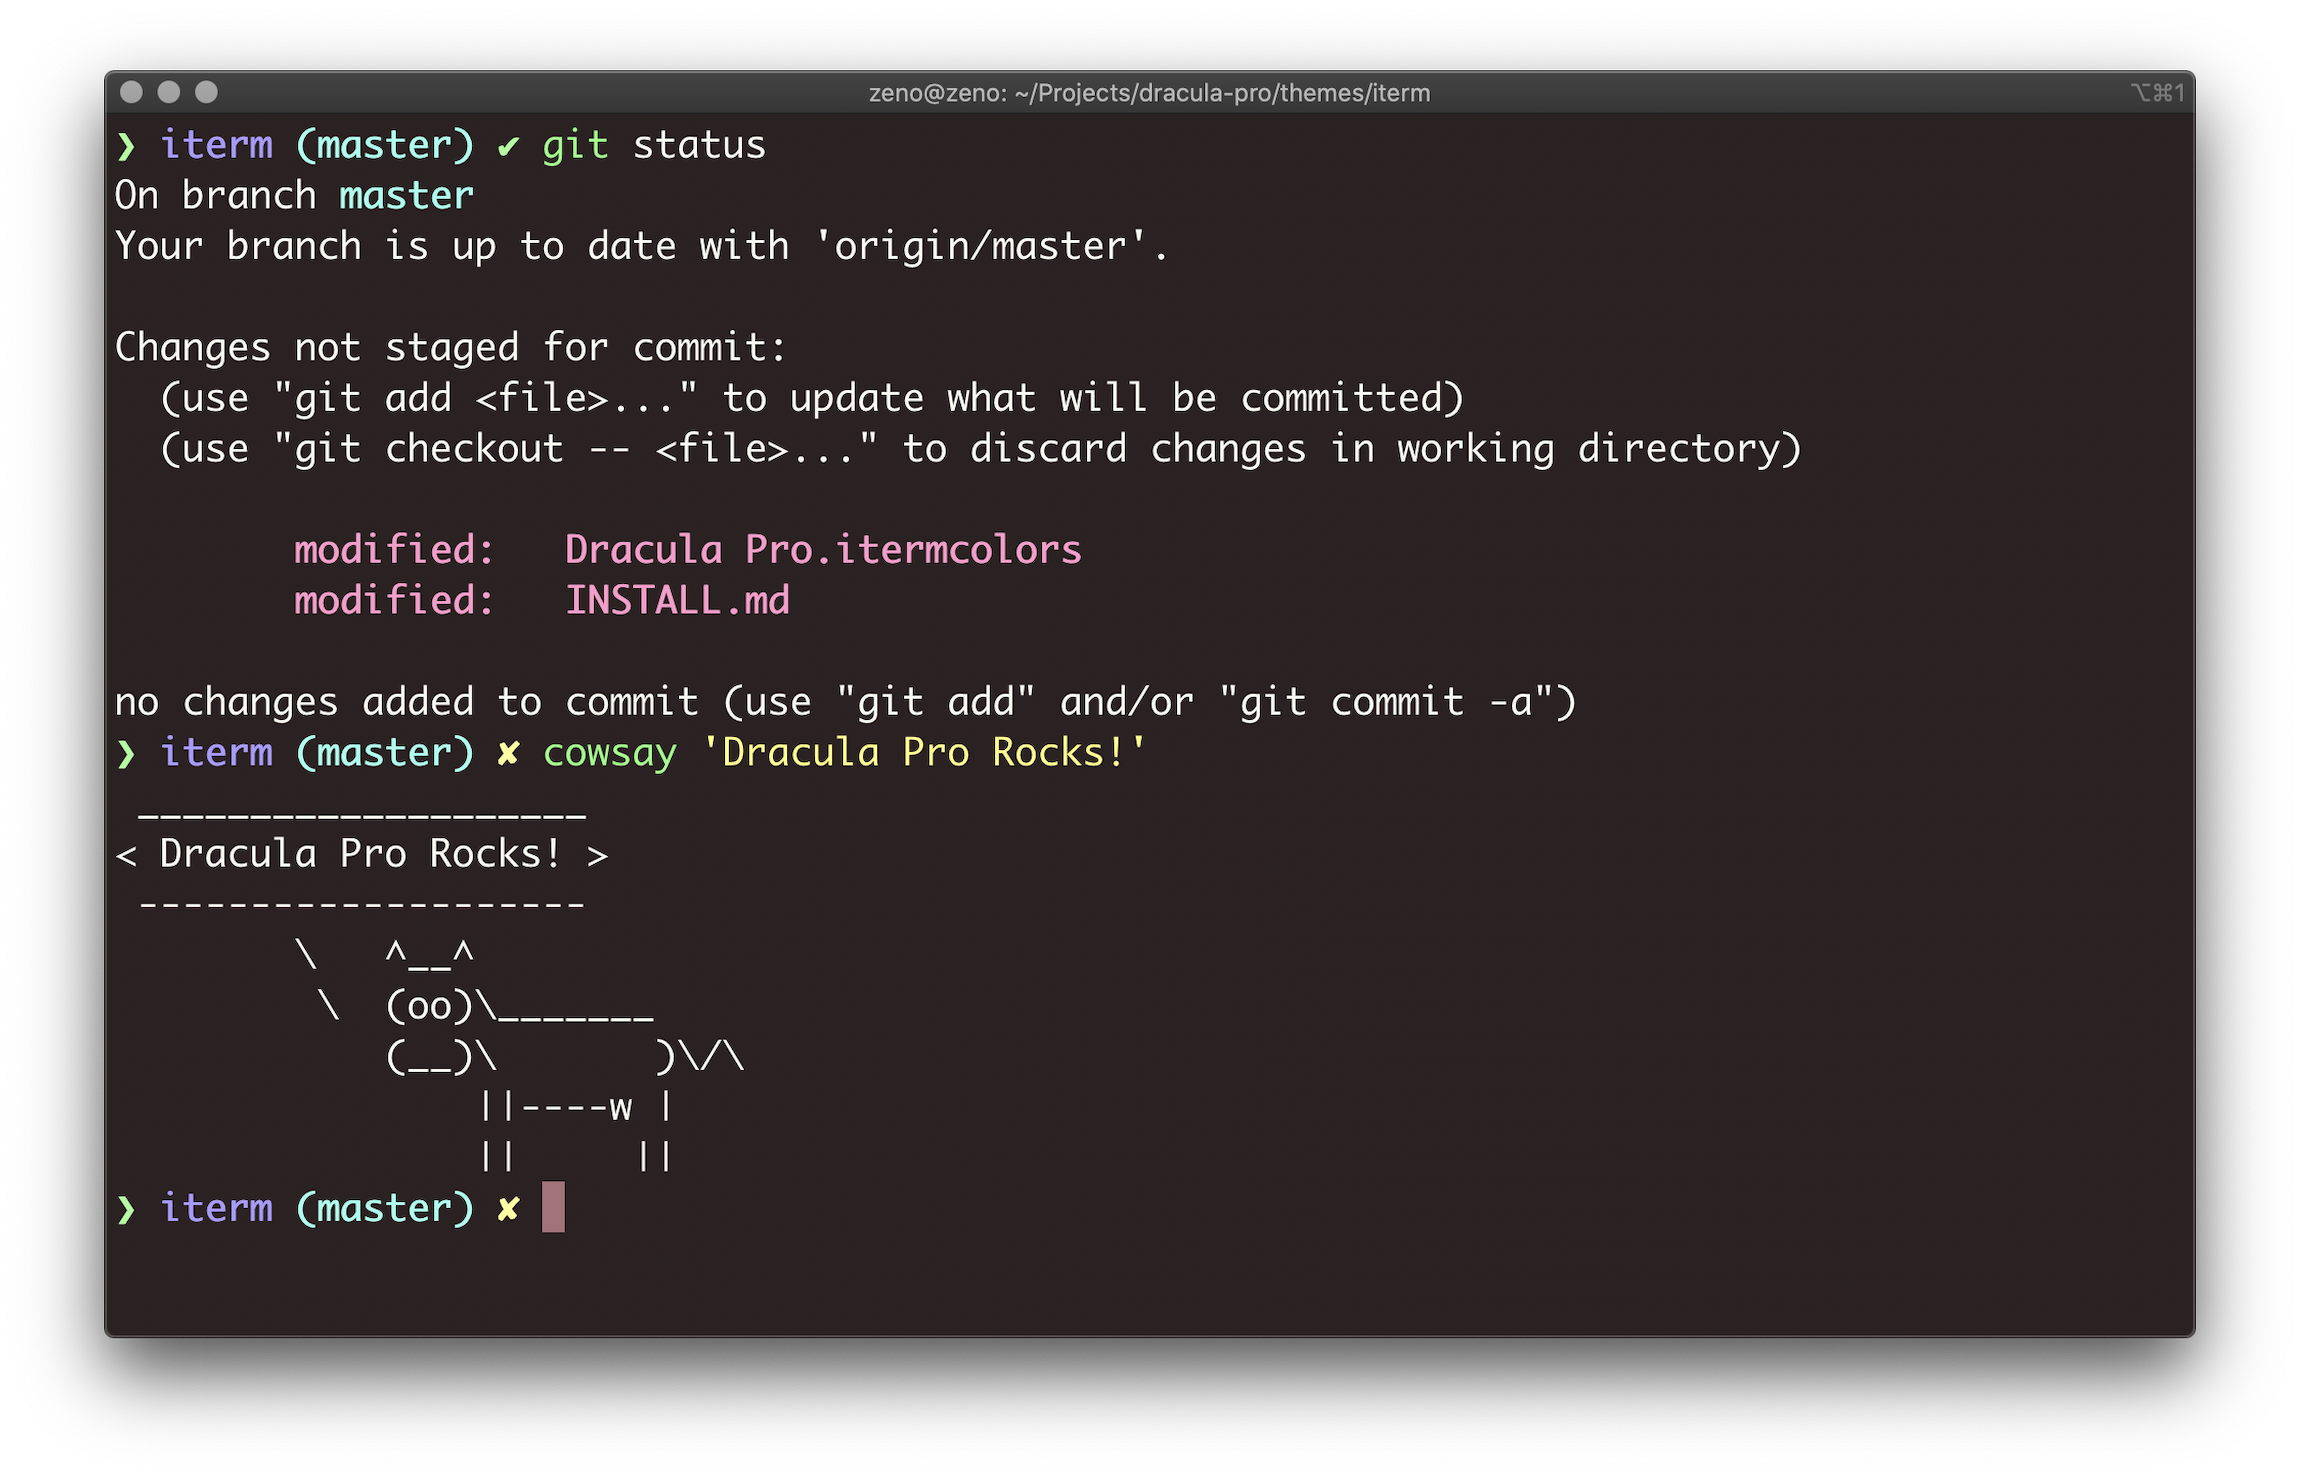 zeno@zeno: ~/Projects/dracula-pro/themes/iterm ⌥⌘1
❯ iterm (master) ✔ git status
On branch master
Your branch is up to date with 'origin/master'.

Changes not staged for commit:
  (use "git add <file>..." to update what will be committed)
  (use "git checkout -- <file>..." to discard changes in working directory)

        modified:   Dracula Pro.itermcolors
        modified:   INSTALL.md

no changes added to commit (use "git add" and/or "git commit -a")
❯ iterm (master) ✘ cowsay 'Dracula Pro Rocks!'
 ____________________
< Dracula Pro Rocks! >
 --------------------
        \   ^__^
         \  (oo)\_______
            (__)\       )\/\
                ||----w |
                ||     ||
❯ iterm (master) ✘